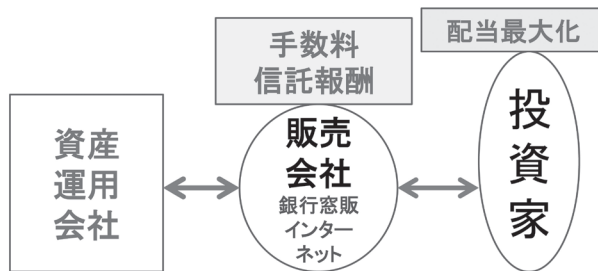 手数料
信託報酬
配当最大化
資産
運用
会社
販売
会社
銀行窓販
インター
ネット
投
資
家